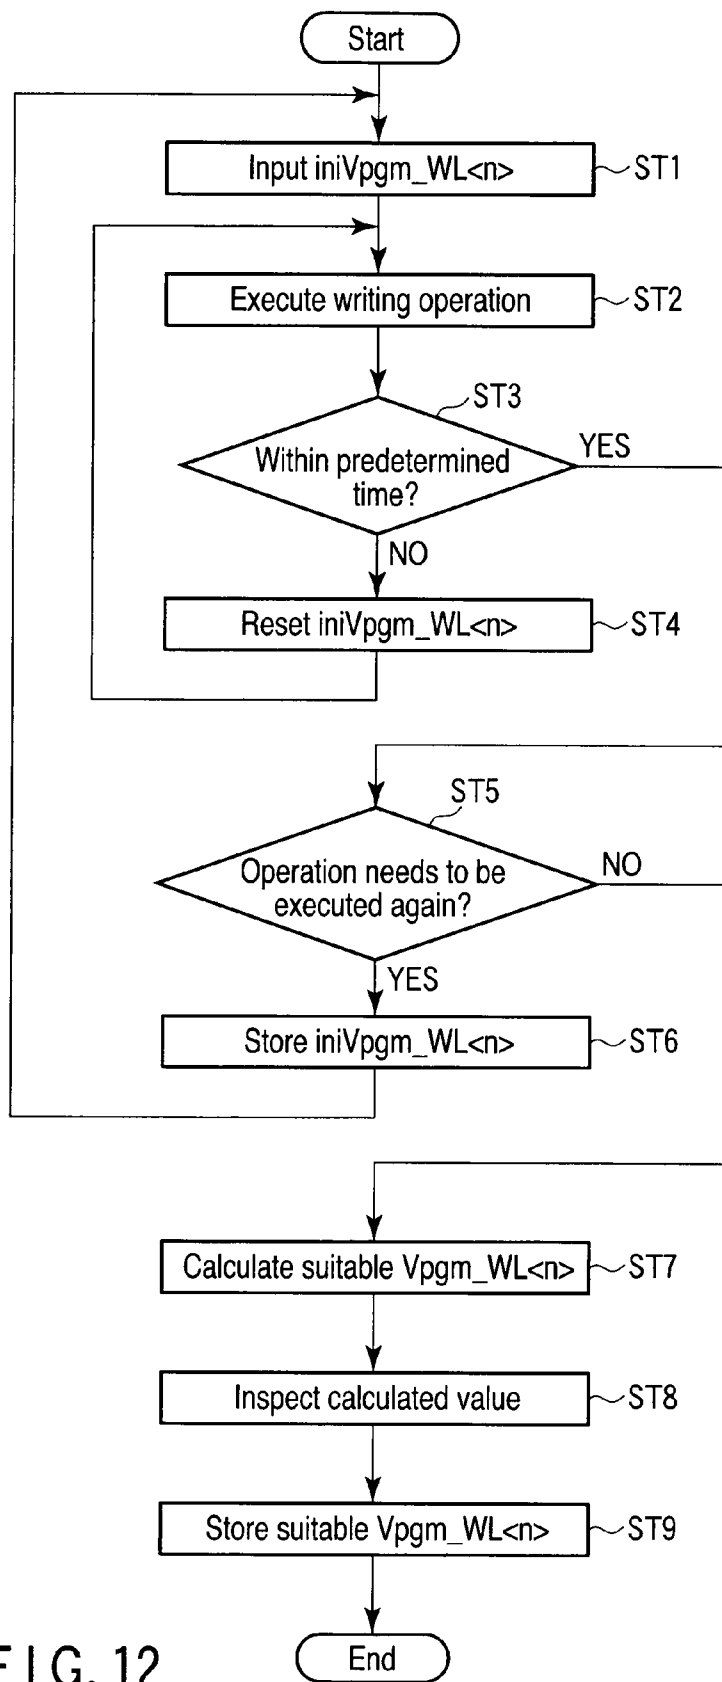 Start
Input iniVpgm_WL<n>
ST1
Execute writing operation
ST2
ST3
Within predetermined
time?
YES
NO
Reset iniVpgm_WL<n>
ST4
ST5
Operation needs to be
executed again?
NO
YES
Store iniVpgm_WL<n>
ST6
Calculate suitable Vpgm_WL<n>
ST7
Inspect calculated value
ST8
Store suitable Vpgm_WL<n>
ST9
End
FIG. 12